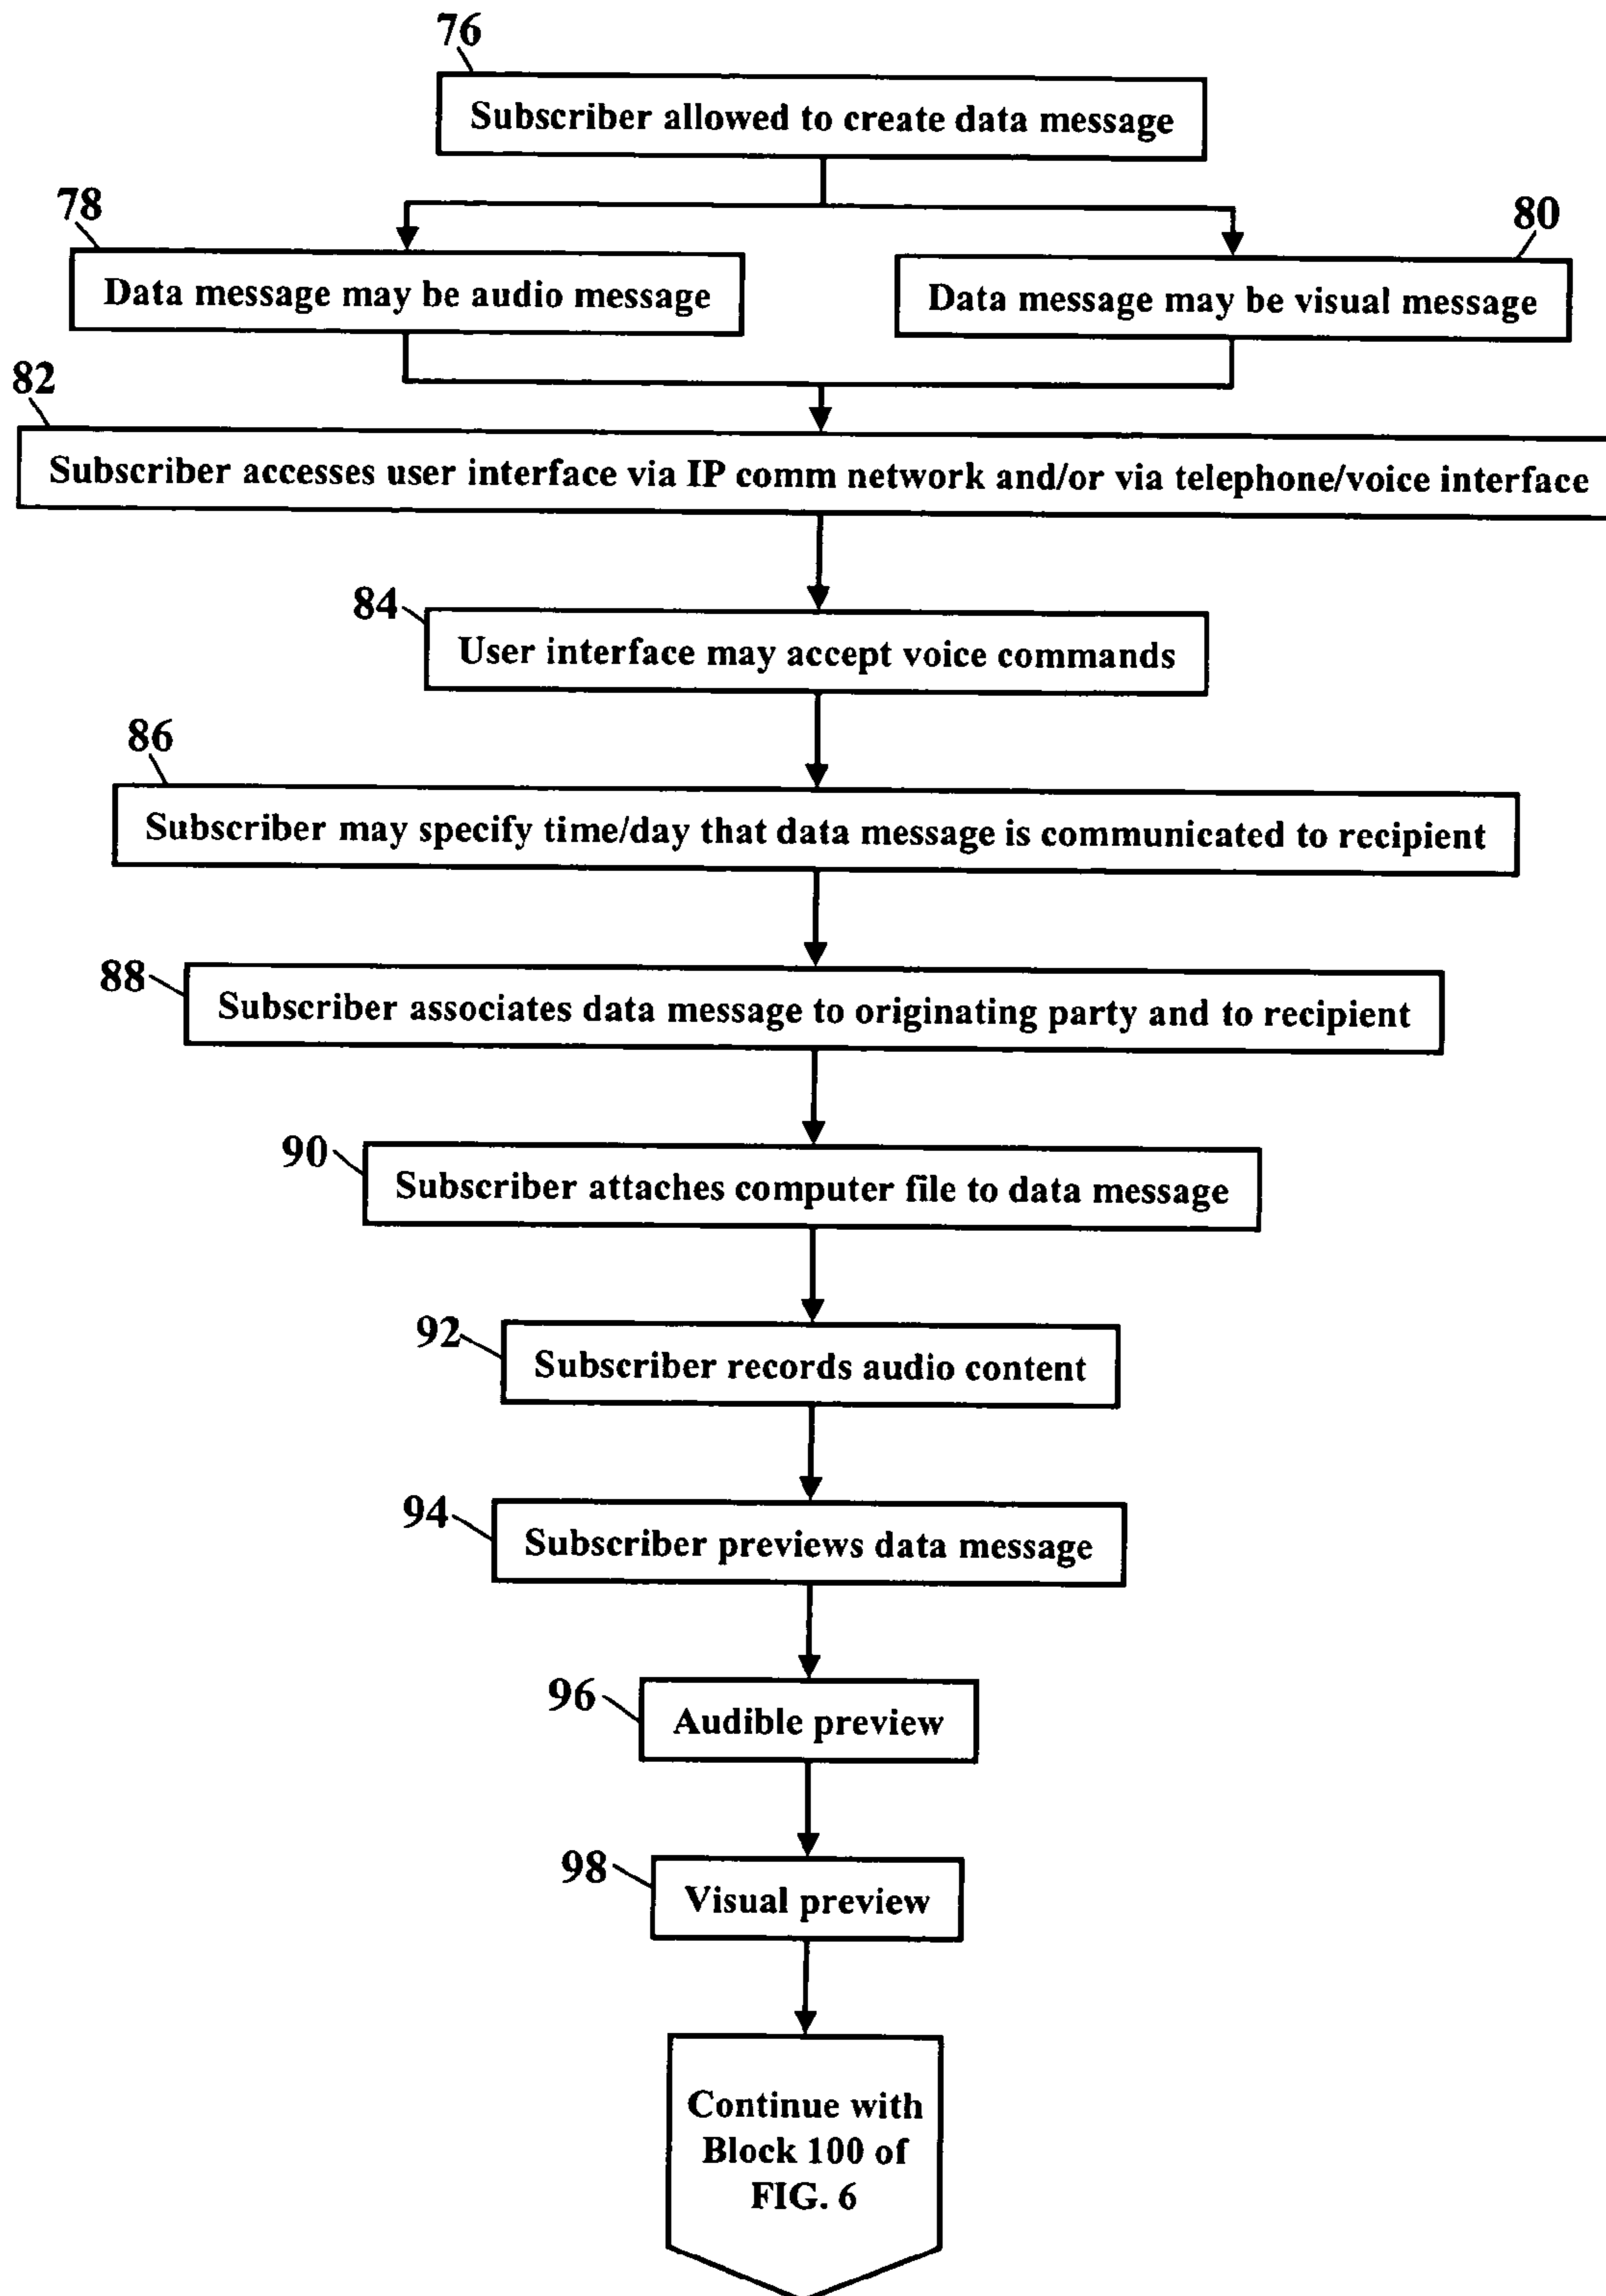 76
Subscriber allowed to create data message
78
80
Data message may be audio message
Data message may be visual message
82
Subscriber accesses user interface via IP comm network and/or via telephone/voice interface
84
User interface may accept voice commands
86
Subscriber may specify time/day that data message is communicated to recipient
88
Subscriber associates data message to originating party and to recipient
90
Subscriber attaches computer file to data message
92
Subscriber records audio content
94
Subscriber previews data message
96
Audible preview
98
Visual preview
Continue with
Block 100 of
FIG. 6